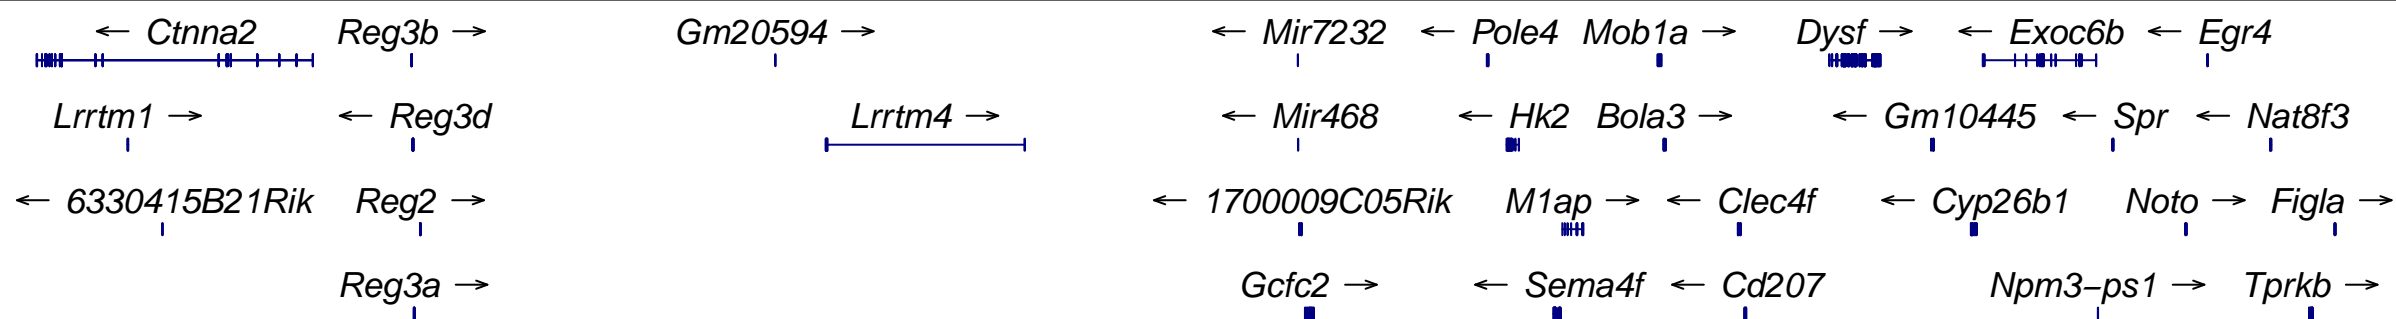 ← Ctnna2 Reg3b → Gm20594 → ← Mir7232 ← Pole4 Mob1a → Dysf → ← Exoc6b ← Egr4
Lrrtm1 → ← Reg3d Lrrtm4 → ← Mir468 ← Hk2 Bola3 → ← Gm10445 ← Spr ← Nat8f3
← 6330415B21Rik Reg2 → ← 1700009C05Rik M1ap → ← Clec4f ← Cyp26b1 Noto → Figla →
Reg3a → Gcfc2 → ← Sema4f ← Cd207 Npm3−ps1 → Tprkb →